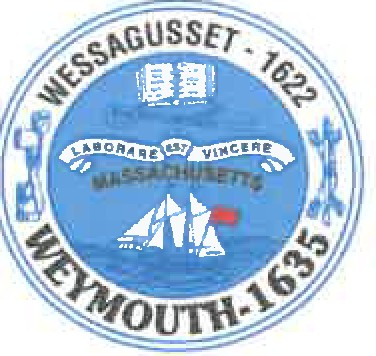 WESSAGUSSET - 1622
LABORARE EST VINCERE
MASSACHUSETTS
WEYMOUTH-1635